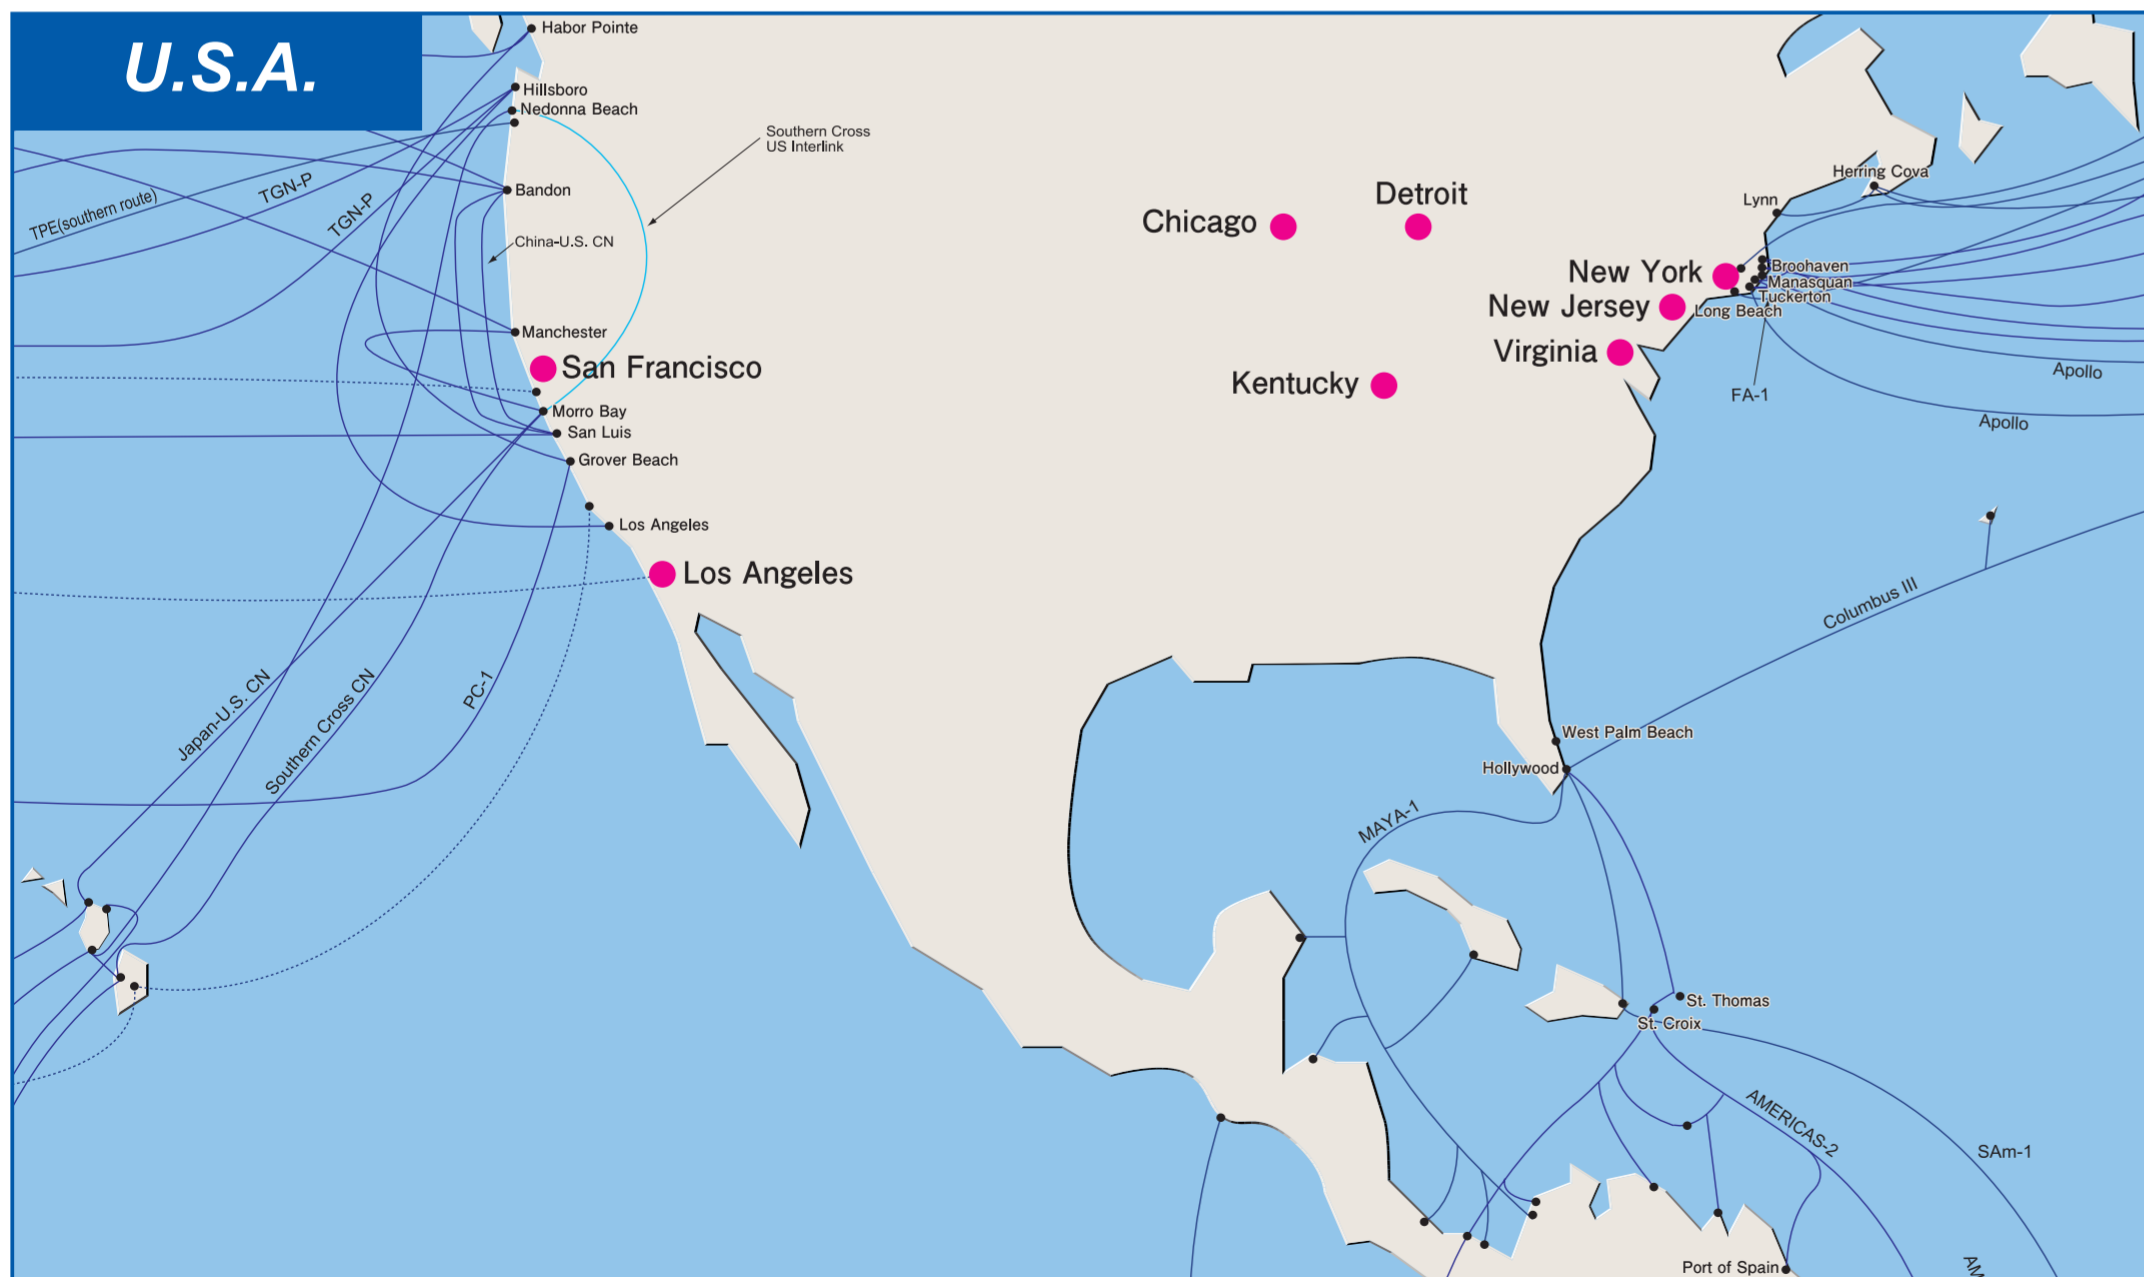 U.S.A.
Habor Pointe
Hillsboro
Nedonna Beach
Southern Cross
US Interlink
TPE(southern route)
TGN-P
TGN-P
Bandon
China-U.S. CN
Manchester
San Francisco
Morro Bay
San Luis
Grover Beach
Los Angeles
Los Angeles
Japan-U.S. CN
Southern Cross CN
PC-1
Chicago
Detroit
Kentucky
New York
New Jersey
Virginia
Herring Cova
Lynn
Broohaven
Manasquan
Tuckerton
Long Beach
FA-1
Apollo
Apollo
Columbus III
West Palm Beach
Hollywood
MAYA-1
St. Thomas
St. Croix
AMERICAS-2
SAm-1
Port of Spain
AM